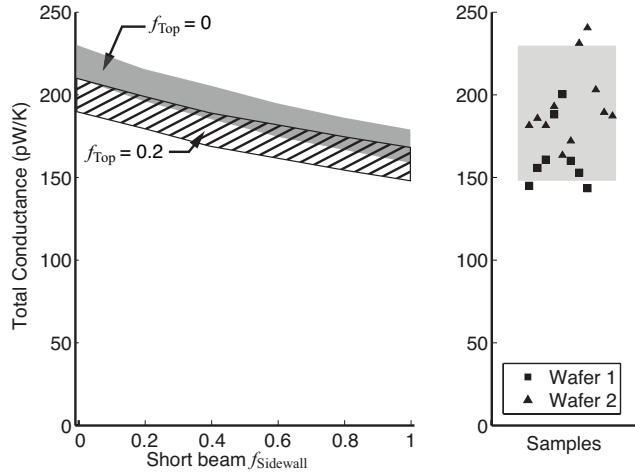 250
200
150
100
50
0
Total Conductance (pW/K)
f_Top = 0
f_Top = 0.2
0
0.2
0.4
0.6
0.8
1
Short beam f_Sidewall
250
200
150
100
50
0
Wafer 1
Wafer 2
Samples